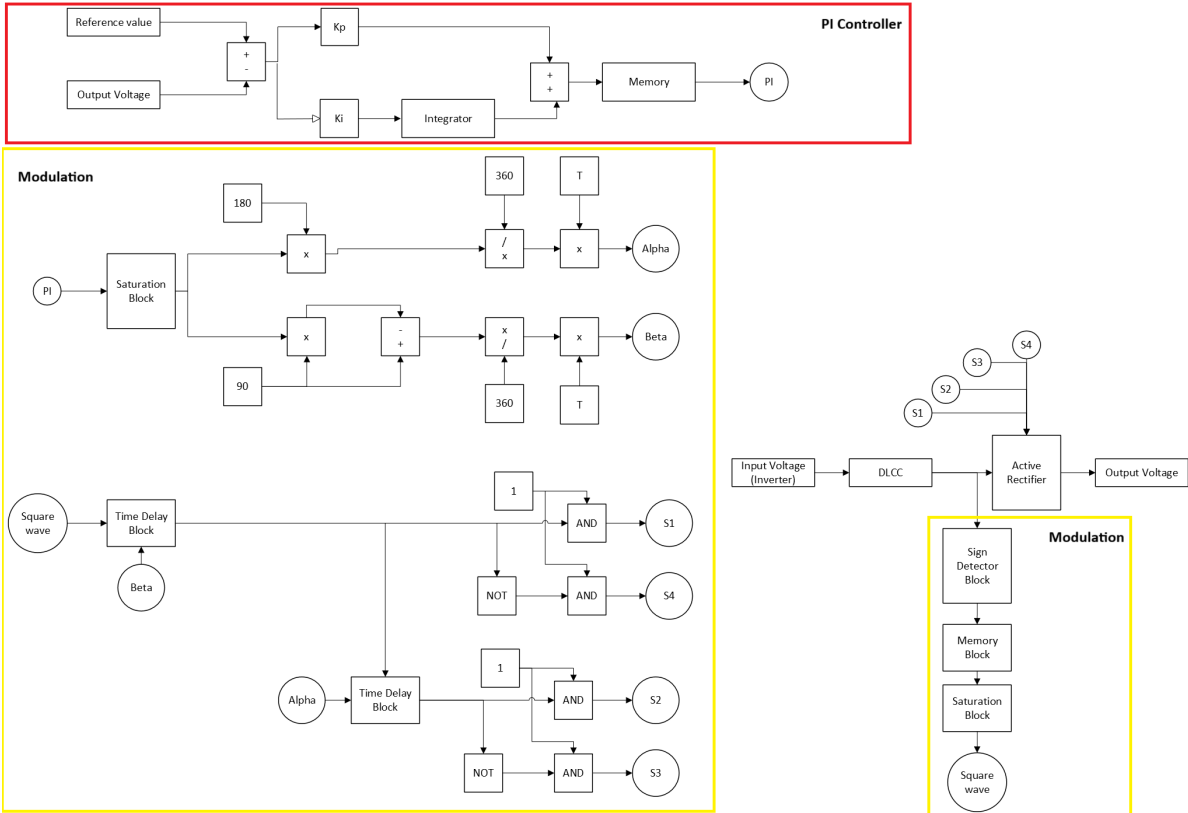 PI Controller
Reference value
Kp
+
-
Output Voltage
Ki
Integrator
+
+
Memory
PI
Modulation
180
360
T
x
/
x
x
Alpha
PI
Saturation
Block
x
-
+
x
/
x
Beta
90
360
T
Square
wave
Time Delay
Block
Beta
1
AND
S1
NOT
AND
S4
Alpha
Time Delay
Block
1
AND
S2
NOT
AND
S3
S4
S3
S2
S1
Input Voltage
(Inverter)
DLCC
Active
Rectifier
Output Voltage
Modulation
Sign
Detector
Block
Memory
Block
Saturation
Block
Square
wave